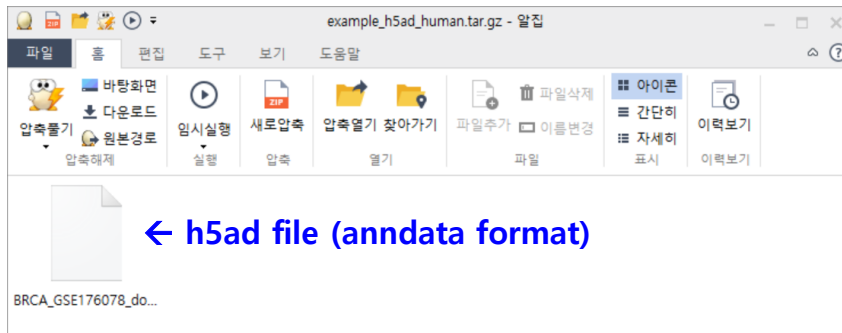 example_h5ad_human.tar.gz - 알집
파일 홈 편집 도구 보기 도움말
압축풀기
바탕화면
다운로드
원본경로
압축해제
임시실행
실행
ZIP
새로압축
압축
압축열기 찾아가기
열기
파일추가
파일삭제
이름변경
파일
아이콘
간단히
자세히
표시
이력보기
이력보기
← h5ad file (anndata format)
BRCA_GSE176078_do...